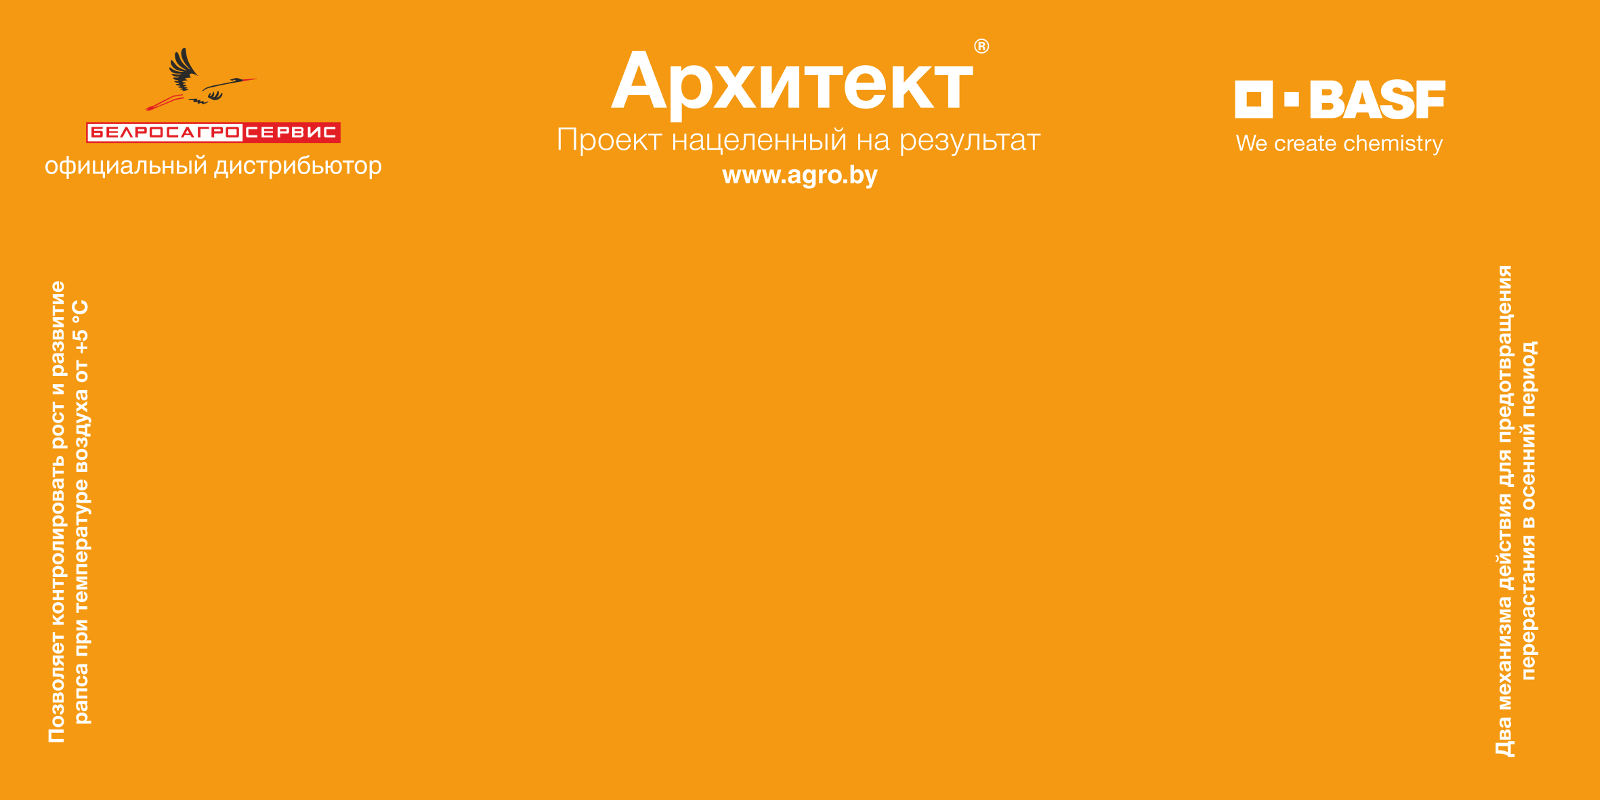 БЕЛРОСАГРОСЕРВИС
официальный дистрибьютор
Архитект®
Проект нацеленный на результат
www.agro.by
BASF
We create chemistry
Позволяет контролировать рост и развитие
рапса при температуре воздуха от +5 °C
Два механизма действия для предотвращения
перерастания в осенний период